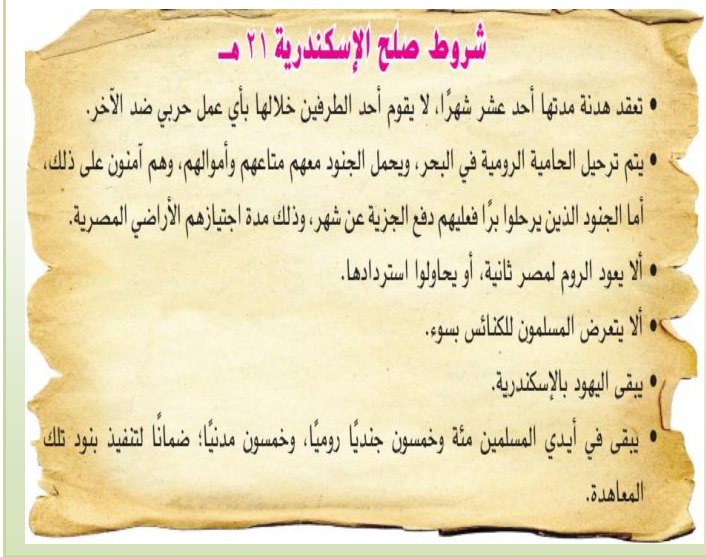 شروط صلح الإسكندرية ٢١ هـ
• تعقد هدنة مدتها أحد عشر شهرًا، لا يقوم أحد الطرفين خلالها بأي عمل حربي ضد الآخر.
• يتم ترحيل الحامية الرومية في البحر، ويحمل الجنود معهم متاعهم وأموالهم، وهم آمنون على ذلك،
أما الجنود الذين يرحلوا برًا فعليهم دفع الجزية عن شهر، وذلك مدة اجتيازهم الأراضي المصرية.
• ألا يعود الروم لمصر ثانية، أو يحاولوا استردادها.
• ألا يتعرض المسلمون للكنائس بسوء.
• يبقى اليهود بالإسكندرية.
• يبقى في أيدي المسلمين مئة وخمسون جنديًا روميًا، وخمسون مدنيًا؛ ضمانًا لتنفيذ بنود تلك
المعاهدة.